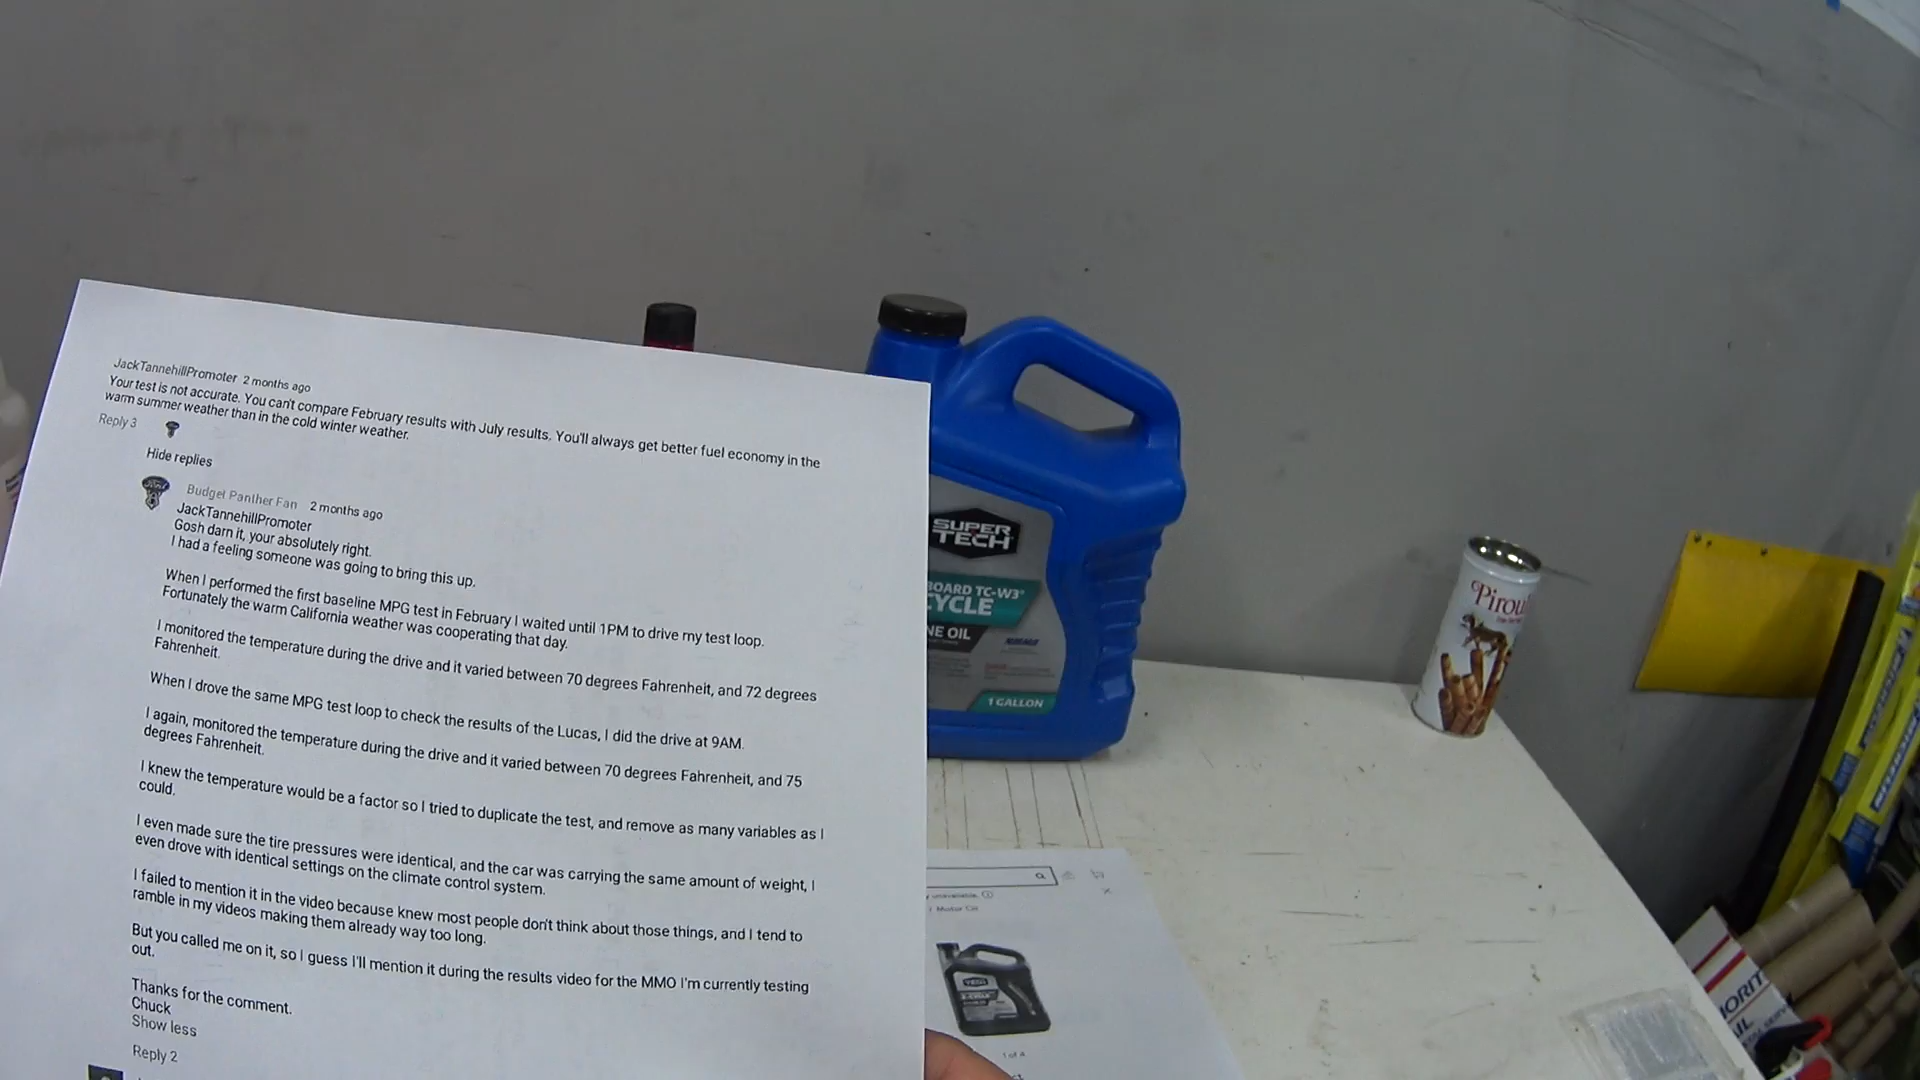 JackTannehillPromoter 2 months ago
Your test is not accurate. You can't compare February results with July results. You'll always get better fuel economy in the
warm summer weather than in the cold winter weather.
Reply 3
Hide replies
Budget Panther Fan 2 months ago
JackTannehillPromoter
Gosh darn it, your absolutely right.
I had a feeling someone was going to bring this up.
When I performed the first baseline MPG test in February I waited until 1PM to drive my test loop.
Fortunately the warm California weather was cooperating that day.
I monitored the temperature during the drive and it varied between 70 degrees Fahrenheit, and 72 degrees
Fahrenheit.
When I drove the same MPG test loop to check the results of the Lucas, I did the drive at 9AM.
I again, monitored the temperature during the drive and it varied between 70 degrees Fahrenheit, and 75
degrees Fahrenheit.
I knew the temperature would be a factor so I tried to duplicate the test, and remove as many variables as I
could.
I even made sure the tire pressures were identical, and the car was carrying the same amount of weight, I
even drove with identical settings on the climate control system.
I failed to mention it in the video because knew most people don't think about those things, and I tend to
ramble in my videos making them already way too long.
But you called me on it, so I guess I'll mention it during the results video for the MMO I'm currently testing
out.
Thanks for the comment.
Chuck
Show less
Reply 2
SUPER
TECH
BOARD TC-W3
CYCLE
NE OIL
1 GALLON
Pirou
unavailable
Motor Oil
1 of 4
IORIT
AIL